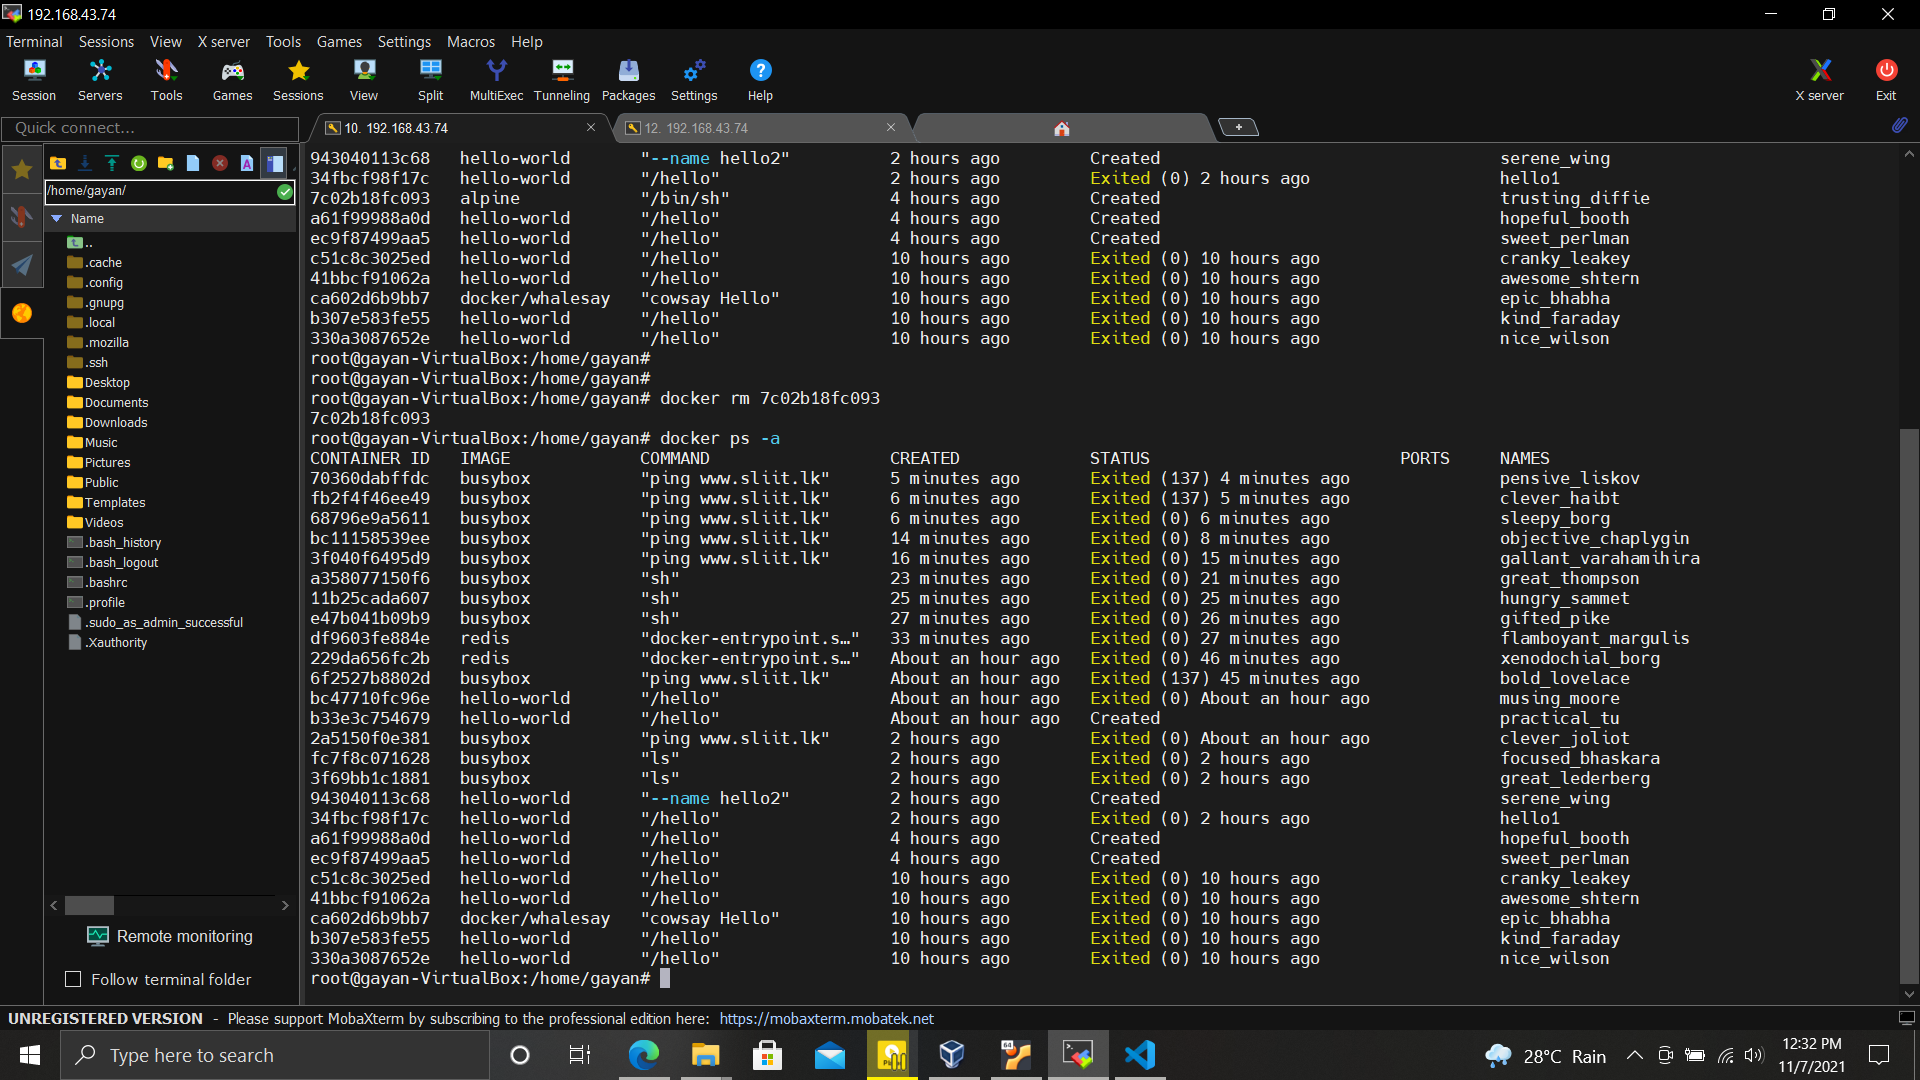 192.168.43.74
Terminal Sessions View X server Tools Games Settings Macros Help
Session Servers Tools Games Sessions View Split MultiExec Tunneling Packages Settings Help X server Exit
Quick connect... 10. 192.168.43.74 12. 192.168.43.74
/home/gayan/
Name
..
.cache
.config
.gnupg
.local
.mozilla
.ssh
Desktop
Documents
Downloads
Music
Pictures
Public
Templates
Videos
.bash_history
.bash_logout
.bashrc
.profile
.sudo_as_admin_successful
.Xauthority
Remote monitoring
Follow terminal folder
943040113c68 hello-world "--name hello2" 2 hours ago Created serene_wing
34fbcf98f17c hello-world "/hello" 2 hours ago Exited (0) 2 hours ago hello1
7c02b18fc093 alpine "/bin/sh" 4 hours ago Created trusting_diffie
a61f99988a0d hello-world "/hello" 4 hours ago Created hopeful_booth
ec9f87499aa5 hello-world "/hello" 4 hours ago Created sweet_perlman
c51c8c3025ed hello-world "/hello" 10 hours ago Exited (0) 10 hours ago cranky_leakey
41bbcf91062a hello-world "/hello" 10 hours ago Exited (0) 10 hours ago awesome_shtern
ca602d6b9bb7 docker/whalesay "cowsay Hello" 10 hours ago Exited (0) 10 hours ago epic_bhabha
b307e583fe55 hello-world "/hello" 10 hours ago Exited (0) 10 hours ago kind_faraday
330a3087652e hello-world "/hello" 10 hours ago Exited (0) 10 hours ago nice_wilson
root@gayan-VirtualBox:/home/gayan#
root@gayan-VirtualBox:/home/gayan#
root@gayan-VirtualBox:/home/gayan# docker rm 7c02b18fc093
7c02b18fc093
root@gayan-VirtualBox:/home/gayan# docker ps -a
CONTAINER ID IMAGE COMMAND CREATED STATUS PORTS NAMES
70360dabffdc busybox "ping www.sliit.lk" 5 minutes ago Exited (137) 4 minutes ago pensive_liskov
fb2f4f46ee49 busybox "ping www.sliit.lk" 6 minutes ago Exited (137) 5 minutes ago clever_haibt
68796e9a5611 busybox "ping www.sliit.lk" 6 minutes ago Exited (0) 6 minutes ago sleepy_borg
bc11158539ee busybox "ping www.sliit.lk" 14 minutes ago Exited (0) 8 minutes ago objective_chaplygin
3f040f6495d9 busybox "ping www.sliit.lk" 16 minutes ago Exited (0) 15 minutes ago gallant_varahamihira
a358077150f6 busybox "sh" 23 minutes ago Exited (0) 21 minutes ago great_thompson
11b25cada607 busybox "sh" 25 minutes ago Exited (0) 25 minutes ago hungry_sammet
e47b041b09b9 busybox "sh" 27 minutes ago Exited (0) 26 minutes ago gifted_pike
df9603fe884e redis "docker-entrypoint.s…" 33 minutes ago Exited (0) 27 minutes ago flamboyant_margulis
229da656fc2b redis "docker-entrypoint.s…" About an hour ago Exited (0) 46 minutes ago xenodochial_borg
6f2527b8802d busybox "ping www.sliit.lk" About an hour ago Exited (137) 45 minutes ago bold_lovelace
bc47710fc96e hello-world "/hello" About an hour ago Exited (0) About an hour ago musing_moore
b33e3c754679 hello-world "/hello" About an hour ago Created practical_tu
2a5150f0e381 busybox "ping www.sliit.lk" 2 hours ago Exited (0) About an hour ago clever_joliot
fc7f8c071628 busybox "ls" 2 hours ago Exited (0) 2 hours ago focused_bhaskara
3f69bb1c1881 busybox "ls" 2 hours ago Exited (0) 2 hours ago great_lederberg
943040113c68 hello-world "--name hello2" 2 hours ago Created serene_wing
34fbcf98f17c hello-world "/hello" 2 hours ago Exited (0) 2 hours ago hello1
a61f99988a0d hello-world "/hello" 4 hours ago Created hopeful_booth
ec9f87499aa5 hello-world "/hello" 4 hours ago Created sweet_perlman
c51c8c3025ed hello-world "/hello" 10 hours ago Exited (0) 10 hours ago cranky_leakey
41bbcf91062a hello-world "/hello" 10 hours ago Exited (0) 10 hours ago awesome_shtern
ca602d6b9bb7 docker/whalesay "cowsay Hello" 10 hours ago Exited (0) 10 hours ago epic_bhabha
b307e583fe55 hello-world "/hello" 10 hours ago Exited (0) 10 hours ago kind_faraday
330a3087652e hello-world "/hello" 10 hours ago Exited (0) 10 hours ago nice_wilson
root@gayan-VirtualBox:/home/gayan#
UNREGISTERED VERSION - Please support MobaXterm by subscribing to the professional edition here: https://mobaxterm.mobatek.net
Type here to search 28°C Rain 12:32 PM
11/7/2021